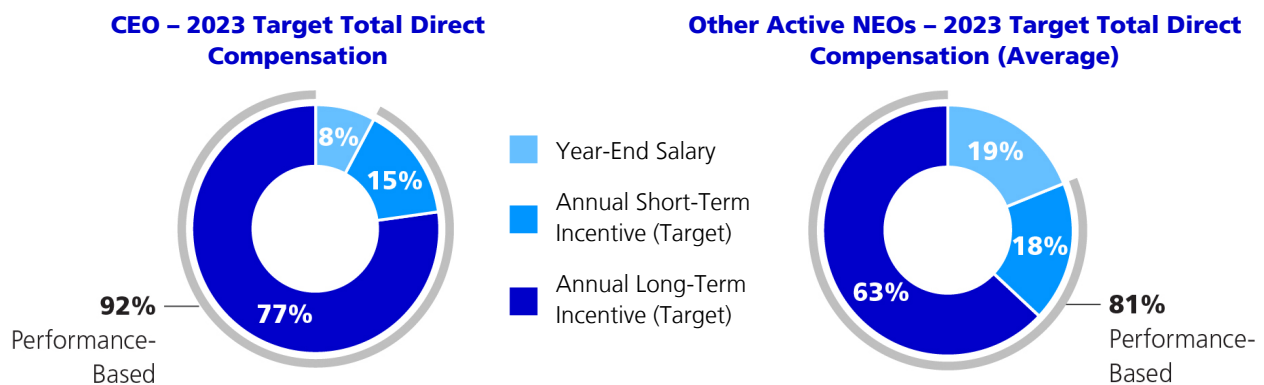 CEO – 2023 Target Total Direct
Compensation
8%
15%
77%
92%
Performance-
Based
Year-End Salary
Annual Short-Term
Incentive (Target)
Annual Long-Term
Incentive (Target)
Other Active NEOs – 2023 Target Total Direct
Compensation (Average)
19%
18%
63%
81%
Performance-
Based